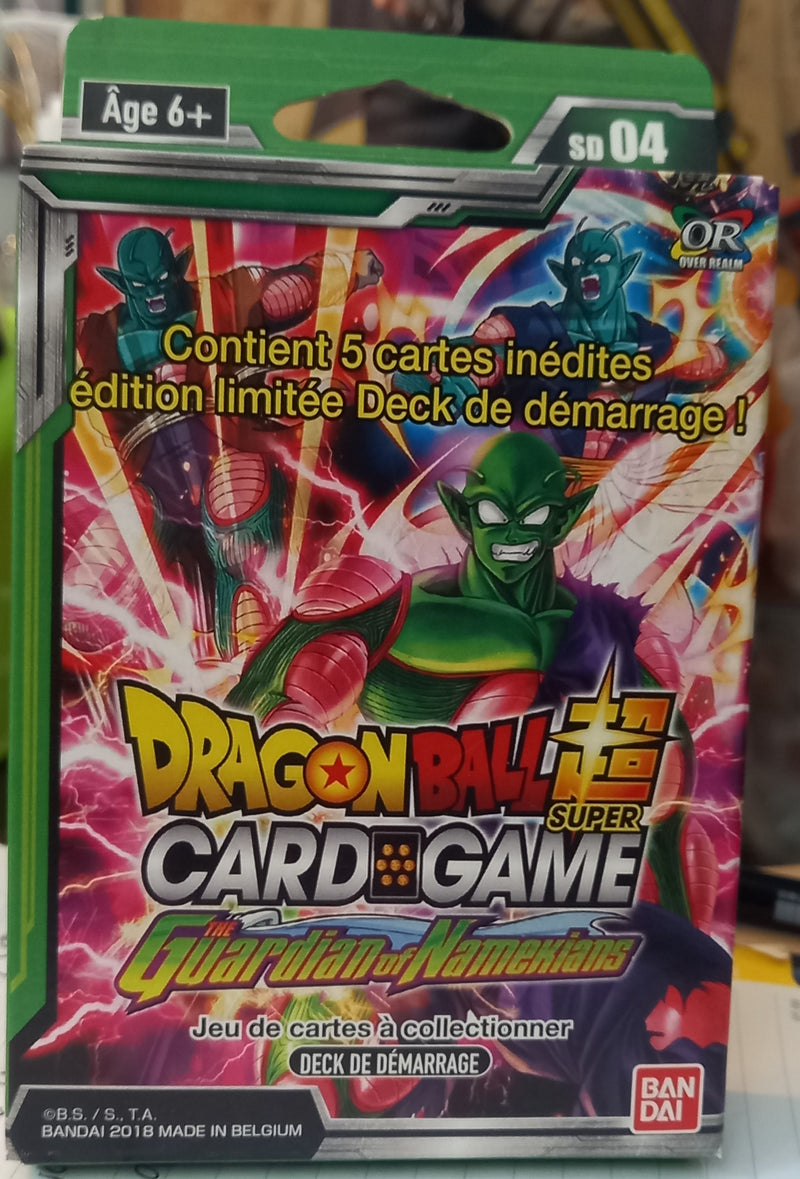 Âge 6+
SD 04
OR
OVER REALM
Contient 5 cartes inédites
édition limitée Deck de démarrage !
DRAGON BALL 超
SUPER
CARD GAME
THE
Guardian of Namekians
Jeu de cartes à collectionner
DECK DE DÉMARRAGE
©B.S. / S., T.A.
BANDAI 2018 MADE IN BELGIUM
BAN
DAI